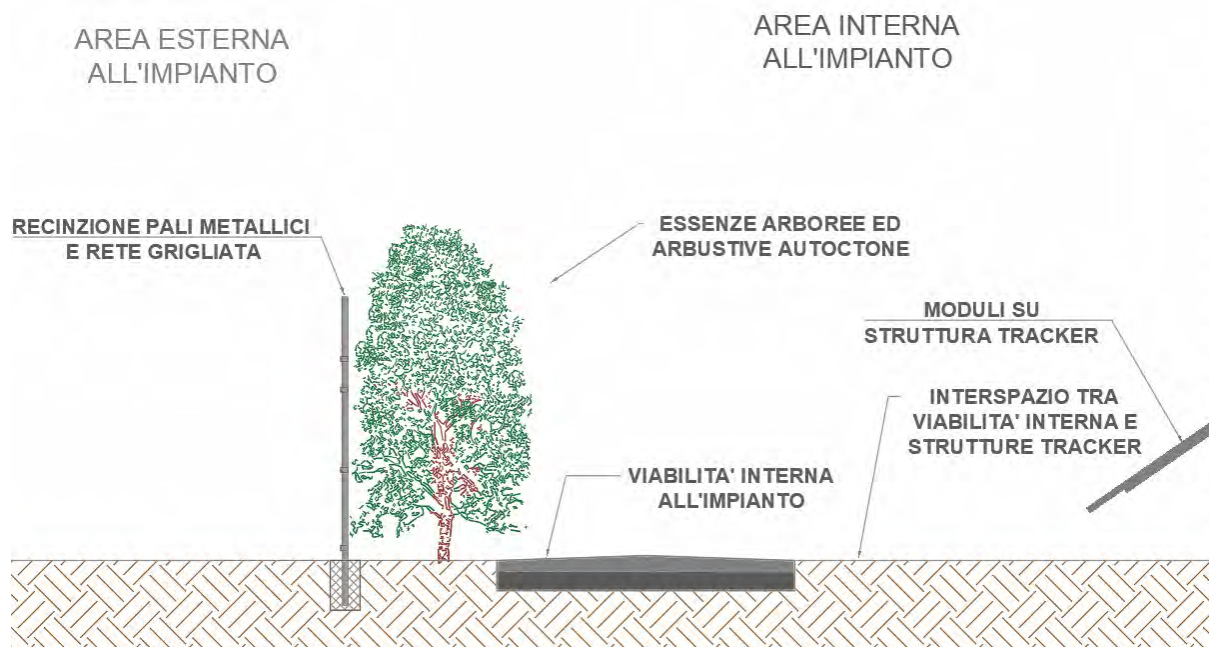 AREA ESTERNA
ALL'IMPIANTO
AREA INTERNA
ALL'IMPIANTO
RECINZIONE PALI METALLICI
E RETE GRIGLIATA
ESSENZE ARBOREE ED
ARBUSTIVE AUTOCTONE
MODULI SU
STRUTTURA TRACKER
INTERSPAZIO TRA
VIABILITA' INTERNA E
STRUTTURE TRACKER
VIABILITA' INTERNA
ALL'IMPIANTO